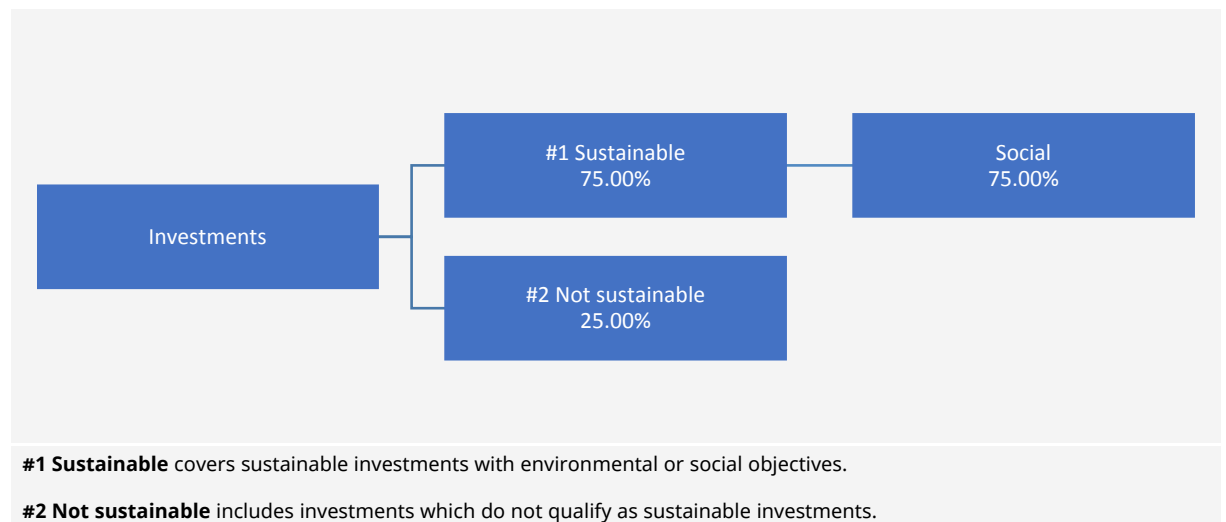 Investments
#1 Sustainable
75.00%
Social
75.00%
#2 Not sustainable
25.00%
#1 Sustainable covers sustainable investments with environmental or social objectives.
#2 Not sustainable includes investments which do not qualify as sustainable investments.